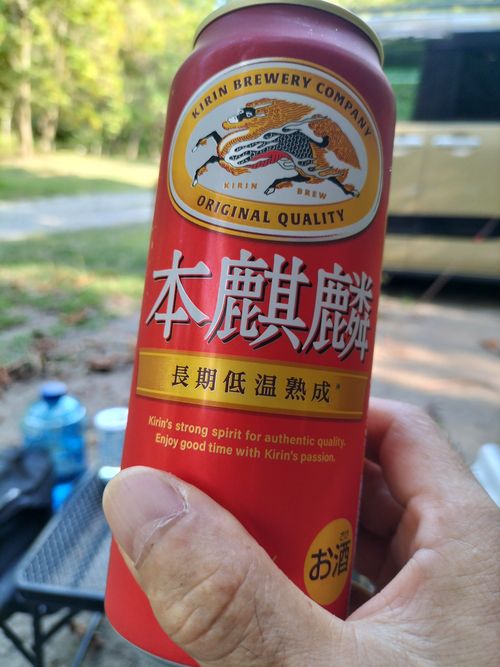 KIRIN BREWERY COMPANY
KIRIN BREW
ORIGINAL QUALITY
本麒麟
長期低温熟成*
Kirin's strong spirit for authentic quality.
Enjoy good time with Kirin's passion.
お酒